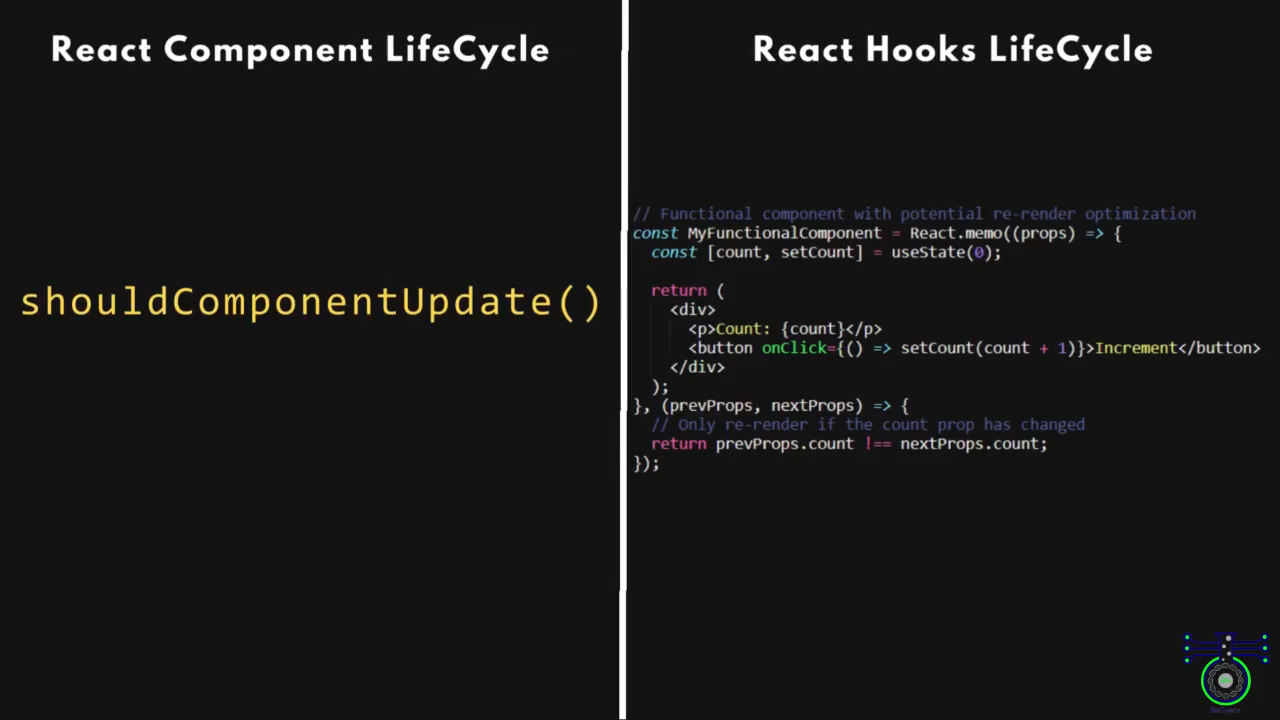 React Component LifeCycle
React Hooks LifeCycle
shouldComponentUpdate()
// Functional component with potential re-render optimization
const MyFunctionalComponent = React.memo((props) => {
  const [count, setCount] = useState(0);

  return (
    <div>
      <p>Count: {count}</p>
      <button onClick={() => setCount(count + 1)}>Increment</button>
    </div>
  );
}, (prevProps, nextProps) => {
  // Only re-render if the count prop has changed
  return prevProps.count !== nextProps.count;
});